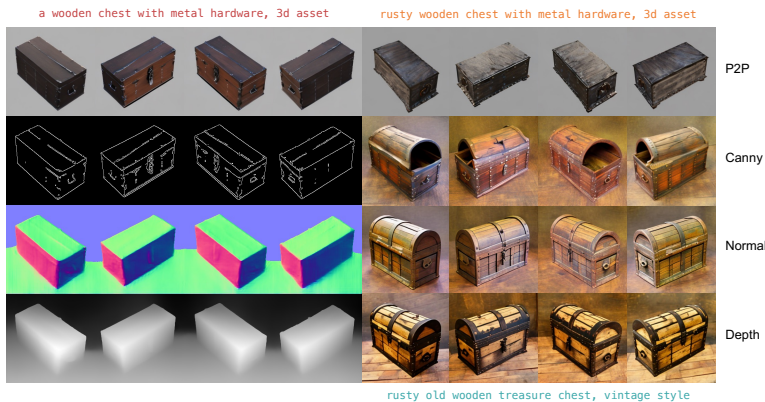 a wooden chest with metal hardware, 3d asset
rusty wooden chest with metal hardware, 3d asset
P2P
Canny
Normal
Depth
rusty old wooden treasure chest, vintage style